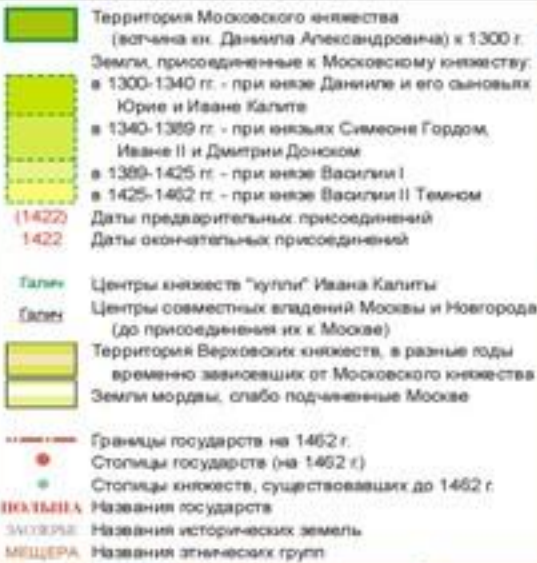 Территория Московского княжества
(вотчина кн. Даниила Александровича) к 1300 г.
Земли, присоединенные к Московскому княжеству:
в 1300-1340 гг. - при князе Данииле и его сыновьях
Юрие и Иване Калите
в 1340-1389 гг. - при князьях Симеоне Гордом,
Иване II и Дмитрии Донском
в 1389-1425 гг. - при князе Василии I
в 1425-1462 гг. - при князе Василии II Темном
(1422) Даты предварительных присоединений
1422 Даты окончательных присоединений
Галич Центры княжеств "купли" Ивана Калиты
Галич Центры совместных владений Москвы и Новгорода
(до присоединения их к Москве)
Территория Верховских княжеств, в разные годы
временно зависевших от Московского княжества
Земли мордвы, слабо подчиненные Москве
Границы государств на 1462 г.
Столицы государств (на 1462 г.)
Столицы княжеств, существовавших до 1462 г.
ПОЛЬША Названия государств
ЗАОЗЕРЬЕ Названия исторических земель
МЕЩЕРА Названия этнических групп